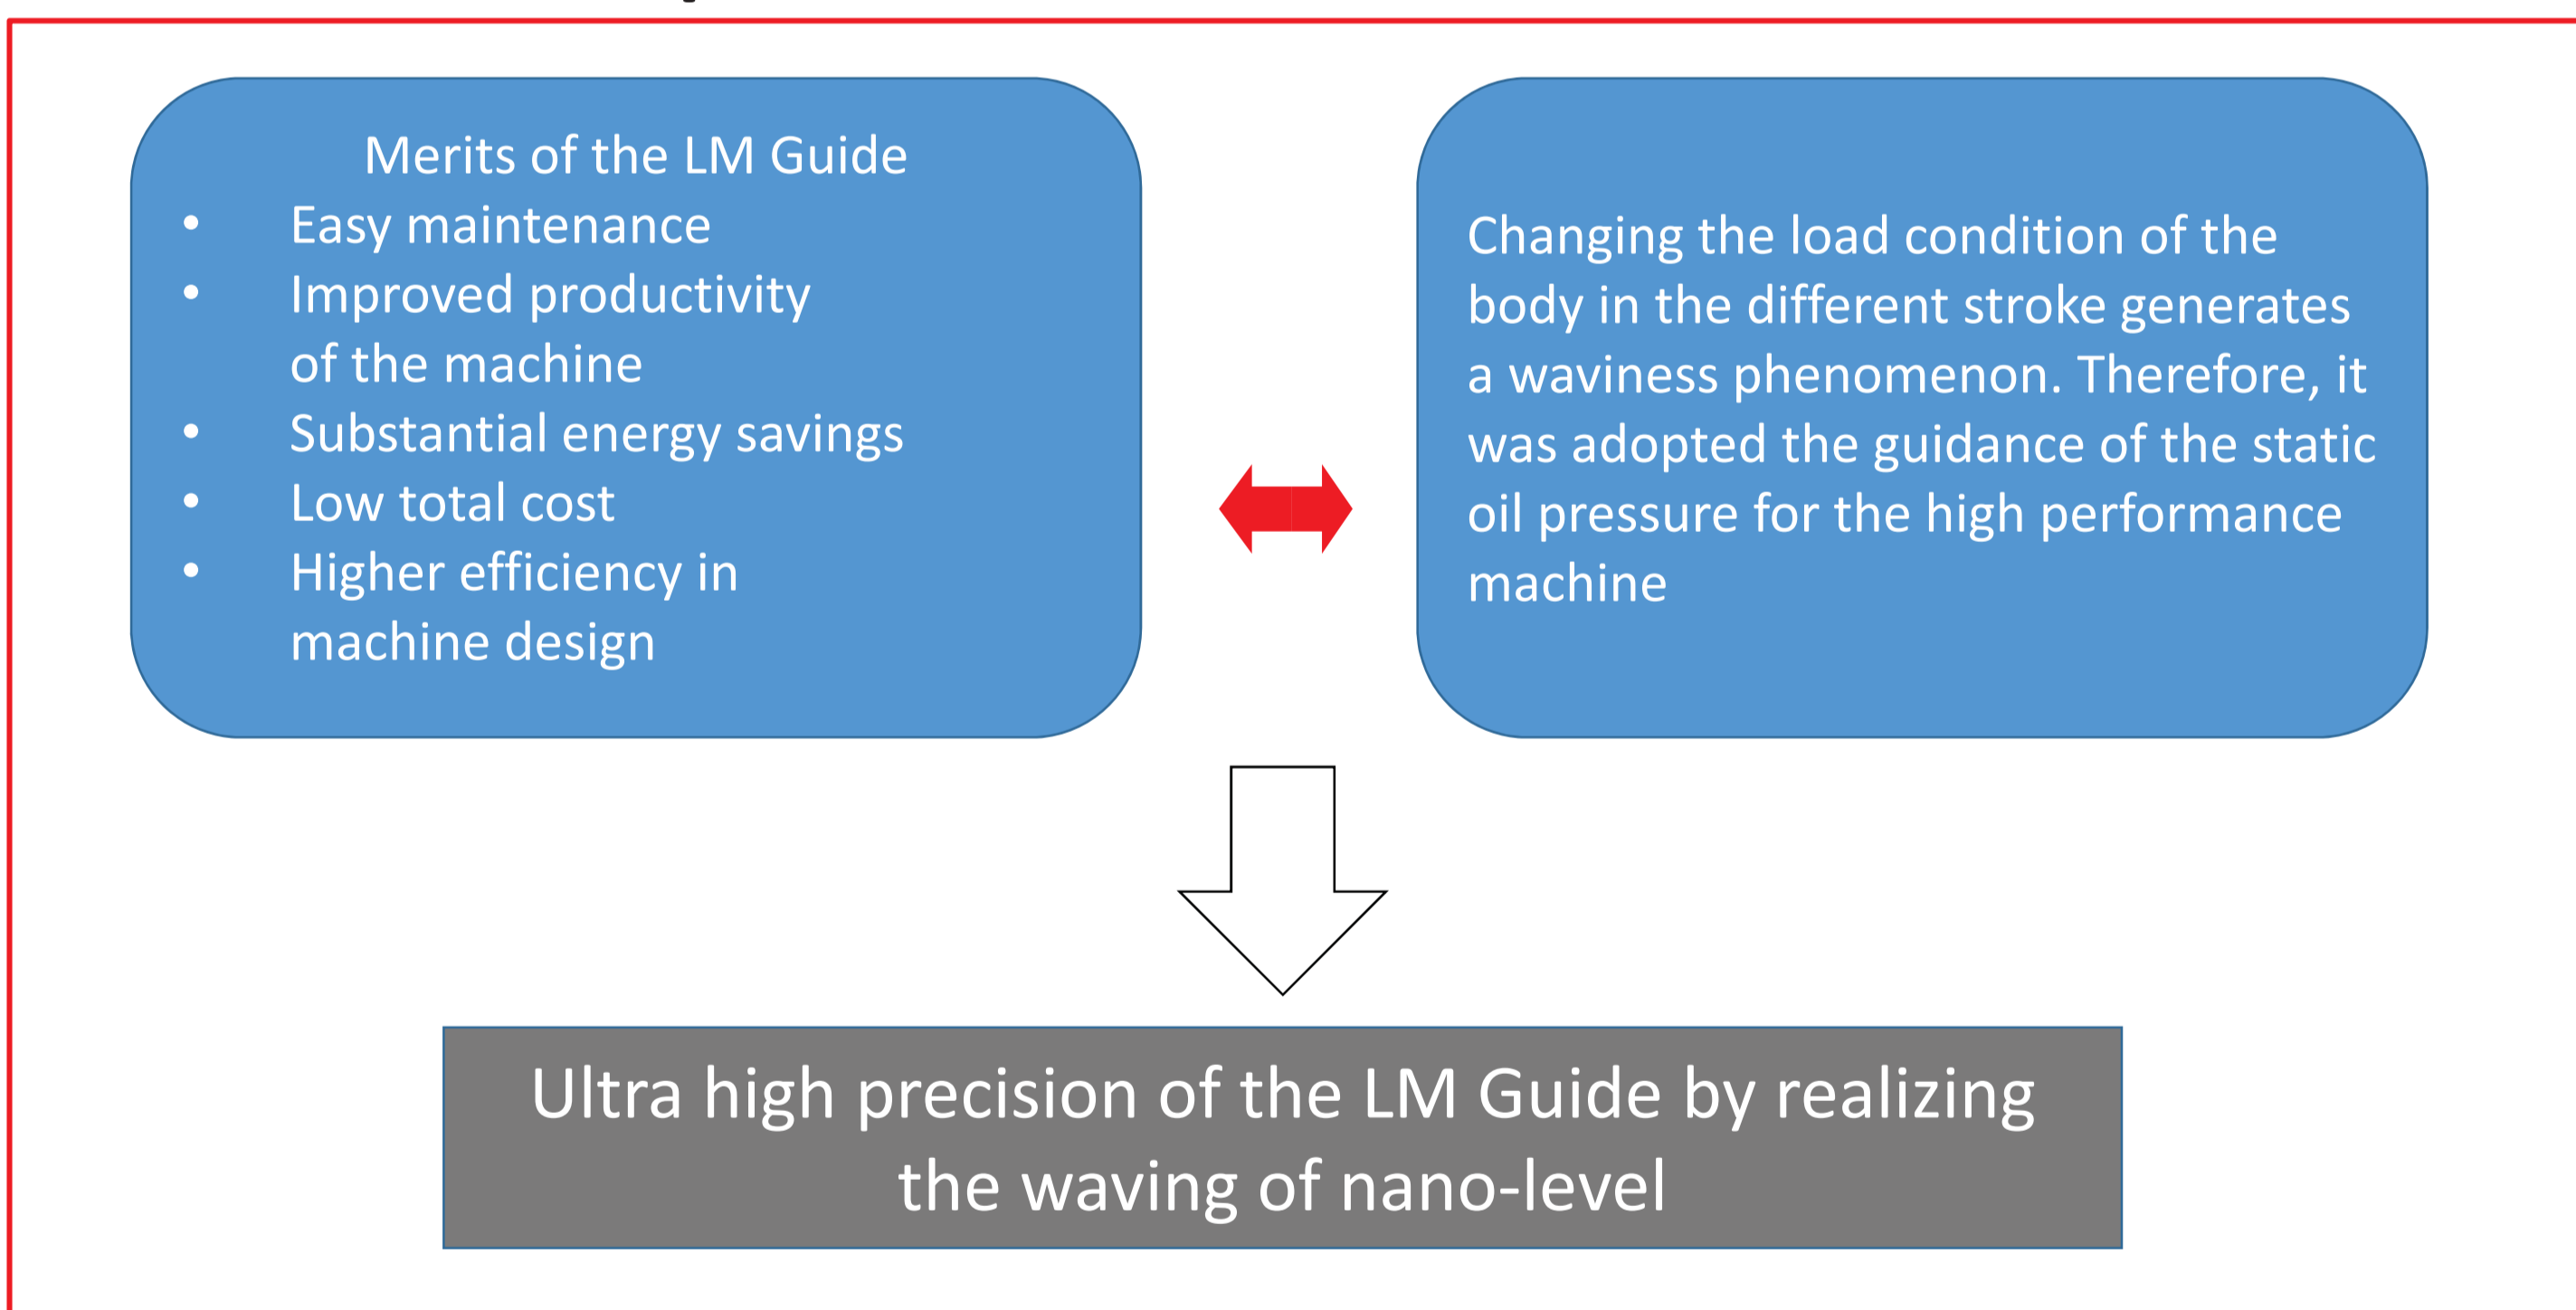 Merits of the LM Guide
• Easy maintenance
• Improved productivity
of the machine
• Substantial energy savings
• Low total cost
• Higher efficiency in
machine design
Changing the load condition of the
body in the different stroke generates
a waviness phenomenon. Therefore, it
was adopted the guidance of the static
oil pressure for the high performance
machine
Ultra high precision of the LM Guide by realizing
the waving of nano-level